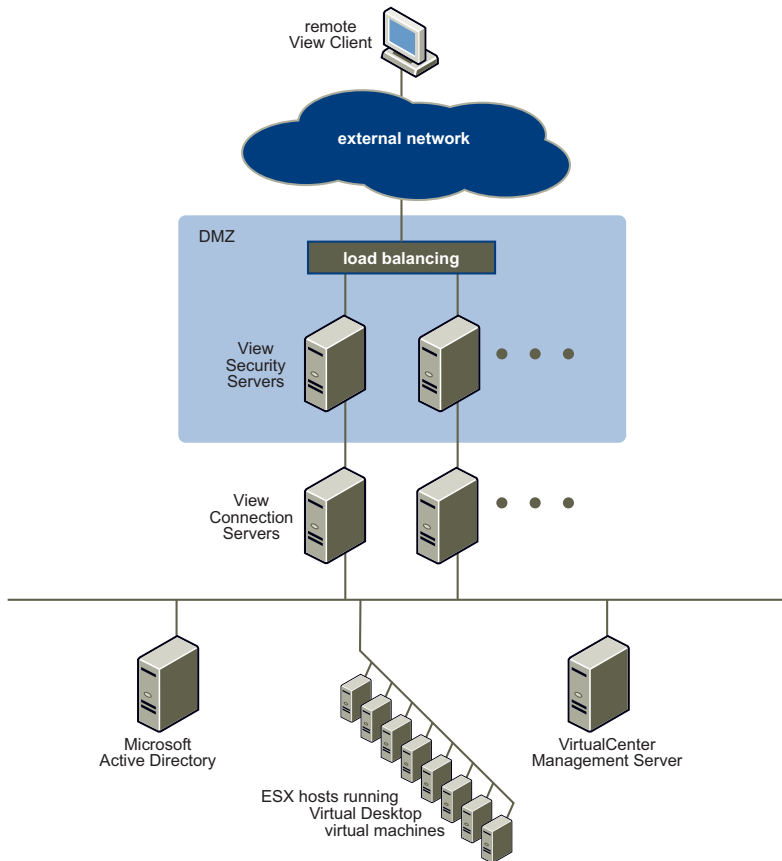 remote
View Client
external network
DMZ
load balancing
View
Security
Servers
View
Connection
Servers
Microsoft
Active Directory
VirtualCenter
Management Server
ESX hosts running
Virtual Desktop
virtual machines